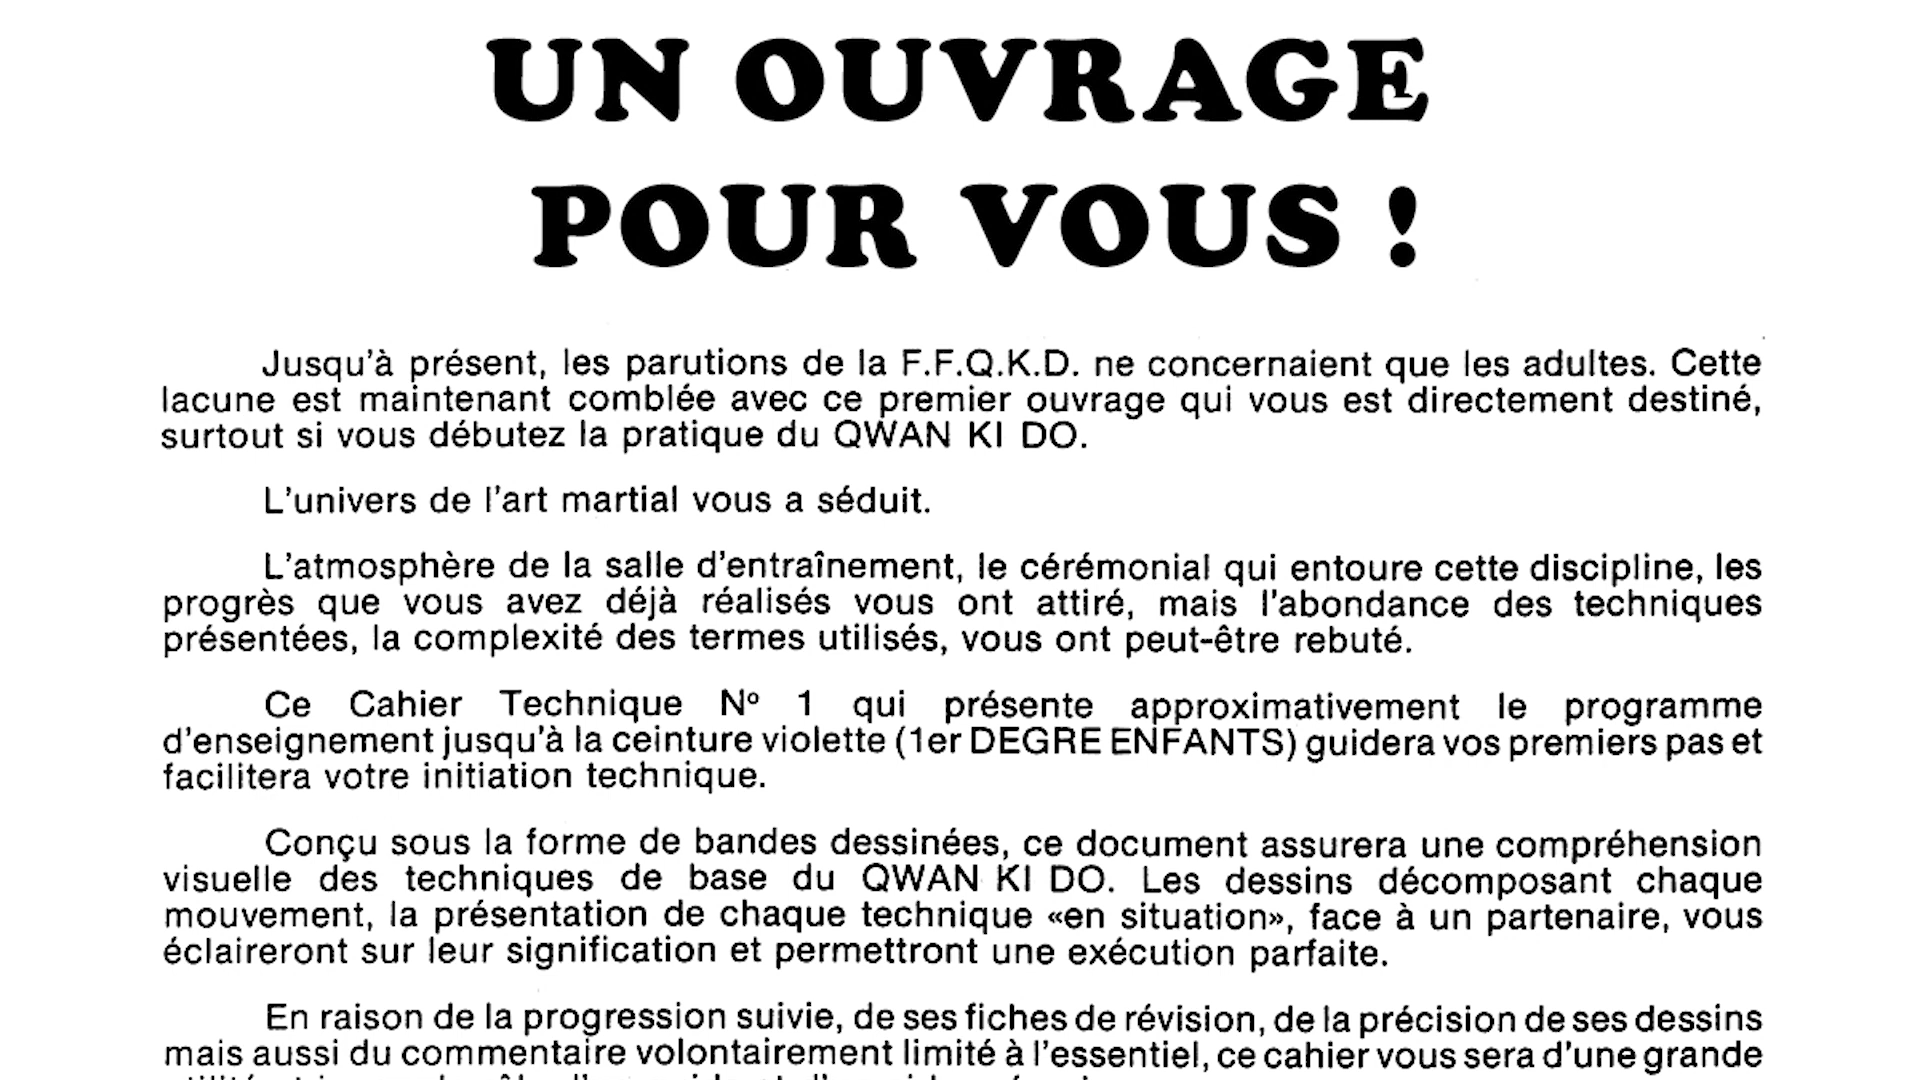 UN OUVRAGE
POUR VOUS !
Jusqu'à présent, les parutions de la F.F.Q.K.D. ne concernaient que les adultes. Cette
lacune est maintenant comblée avec ce premier ouvrage qui vous est directement destiné,
surtout si vous débutez la pratique du QWAN KI DO.
L'univers de l'art martial vous a séduit.
L'atmosphère de la salle d'entraînement, le cérémonial qui entoure cette discipline, les
progrès que vous avez déjà réalisés vous ont attiré, mais l'abondance des techniques
présentées, la complexité des termes utilisés, vous ont peut-être rebuté.
Ce Cahier Technique Nº 1 qui présente approximativement le programme
d'enseignement jusqu'à la ceinture violette (1er DEGRE ENFANTS) guidera vos premiers pas et
facilitera votre initiation technique.
Conçu sous la forme de bandes dessinées, ce document assurera une compréhension
visuelle des techniques de base du QWAN KI DO. Les dessins décomposant chaque
mouvement, la présentation de chaque technique «en situation», face à un partenaire, vous
éclaireront sur leur signification et permettront une exécution parfaite.
En raison de la progression suivie, de ses fiches de révision, de la précision de ses dessins
mais aussi du commentaire volontairement limité à l'essentiel, ce cahier vous sera d'une grande